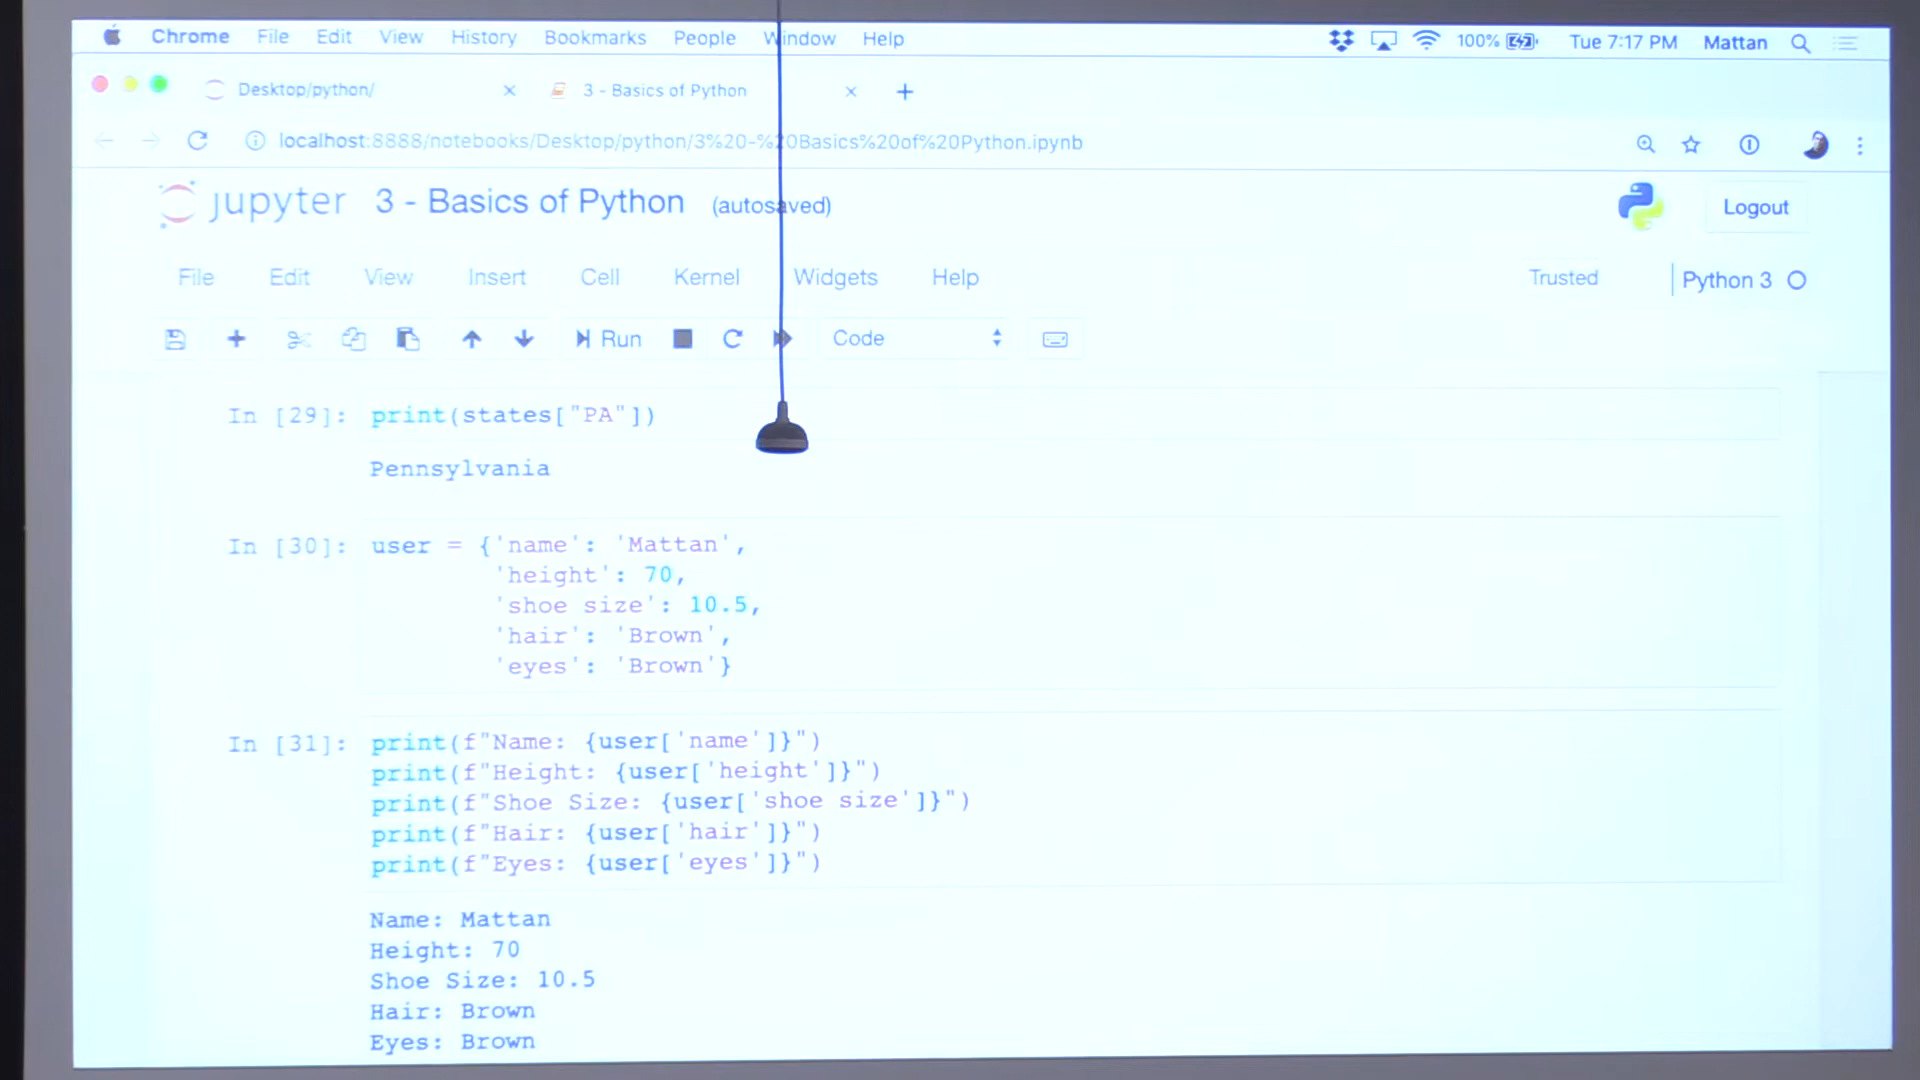 Chrome File Edit View History Bookmarks People Window Help 100% Tue 7:17 PM Mattan
Desktop/python/ 3 - Basics of Python
localhost:8888/notebooks/Desktop/python/3%20-%20Basics%20of%20Python.ipynb
jupyter 3 - Basics of Python (autosaved) Logout
File Edit View Insert Cell Kernel Widgets Help Trusted Python 3
Run Code
In [29]: print(states["PA"])
Pennsylvania
In [30]: user = {'name': 'Mattan',
'height': 70,
'shoe size': 10.5,
'hair': 'Brown',
'eyes': 'Brown'}
In [31]: print(f"Name: {user['name']}")
print(f"Height: {user['height']}")
print(f"Shoe Size: {user['shoe size']}")
print(f"Hair: {user['hair']}")
print(f"Eyes: {user['eyes']}")
Name: Mattan
Height: 70
Shoe Size: 10.5
Hair: Brown
Eyes: Brown